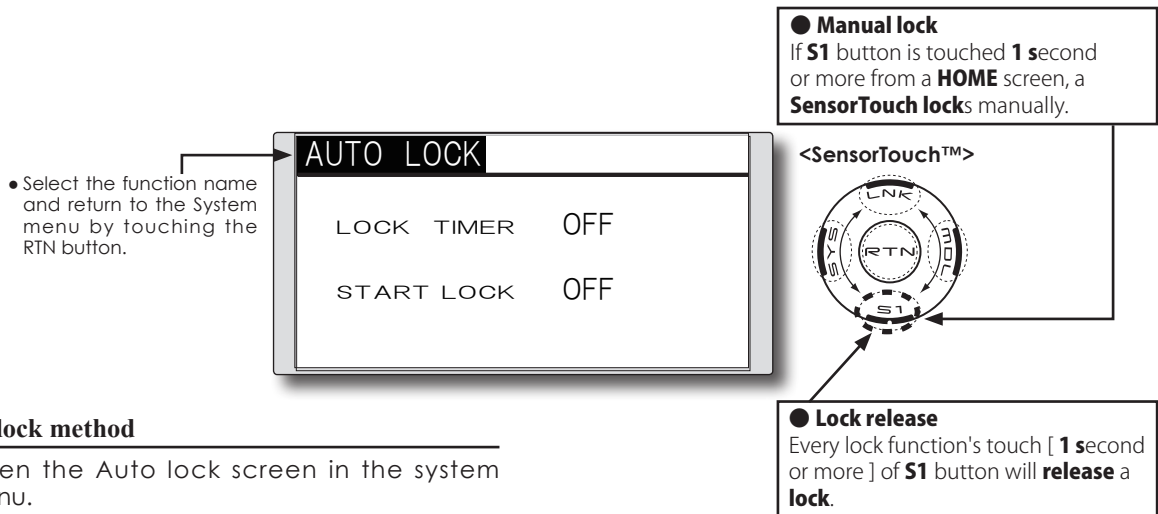 ● Manual lock
If S1 button is touched 1 second
or more from a HOME screen, a
SensorTouch locks manually.
AUTO LOCK
● Select the function name
and return to the System
menu by touching the
RTN button.
LOCK TIMER OFF
START LOCK OFF
<SensorTouch™>
LNK
SYS
RTN
MDL
S1
● Lock release
Every lock function's touch [ 1 second
or more ] of S1 button will release a
lock.
lock method
en the Auto lock screen in the system
nu.